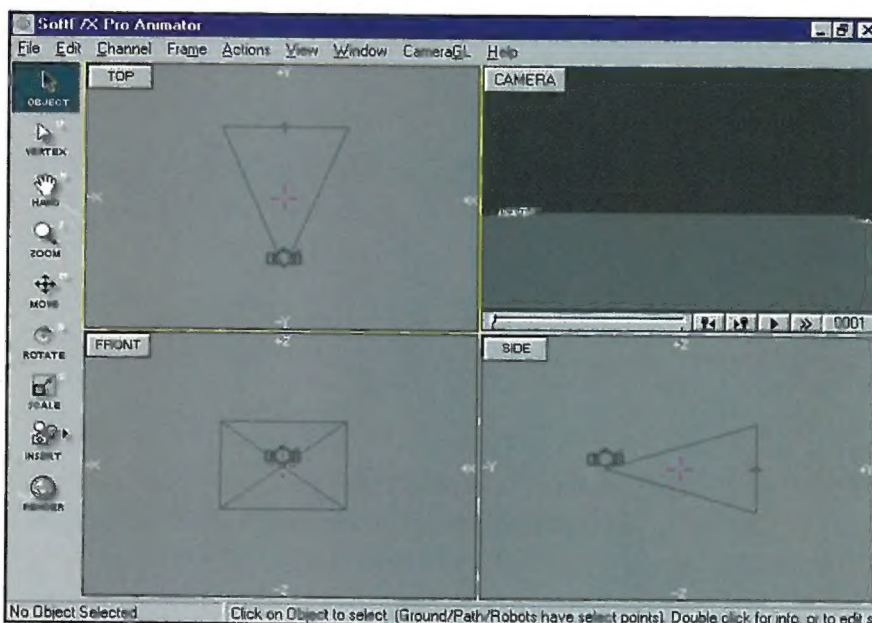 SoftF/X Pro Animator
File Edit Channel Frame Actions View Window CameraGL Help
OBJECT
VERTEX
HAND
ZOOM
MOVE
ROTATE
SCALE
INSERT
RENDER
TOP
+Y
-X
-Y
CAMERA
0001
FRONT
+Z
-X
-Z
SIDE
+Z
-Y
-Z
No Object Selected
Click on Object to select. (Ground/Path/Robots have select points). Double click for info, or to edit s